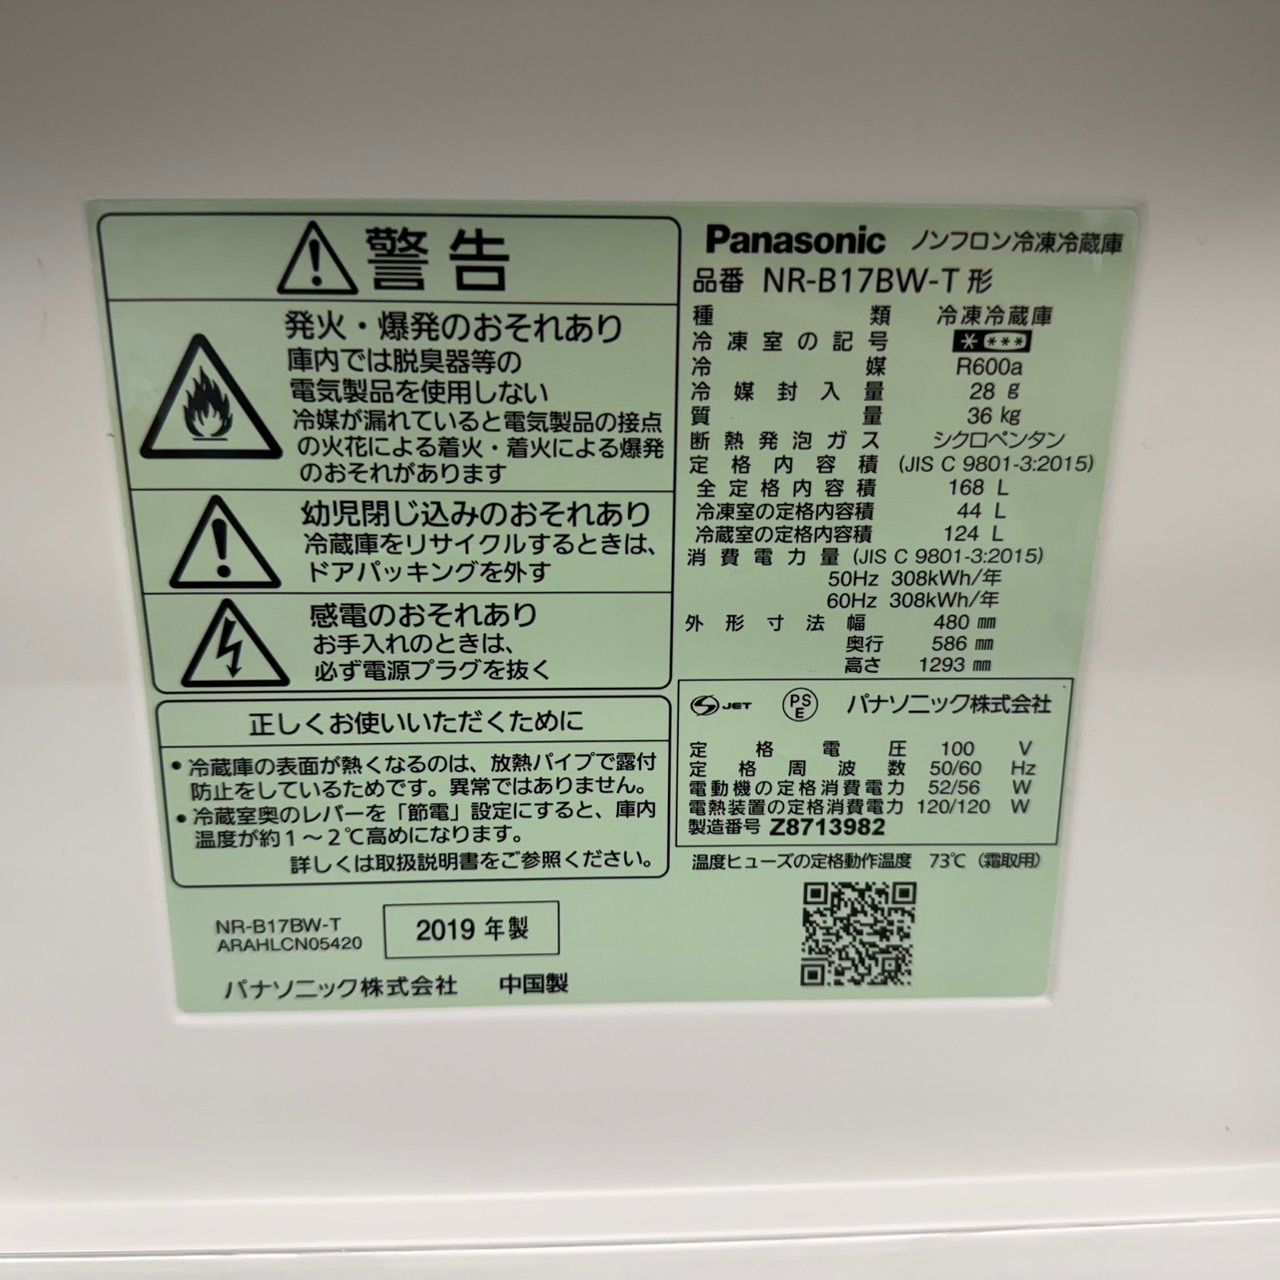 警告
発火・爆発のおそれあり
庫内では脱臭器等の
電気製品を使用しない
冷媒が漏れていると電気製品の接点
の火花による着火・着火による爆発
のおそれがあります
幼児閉じ込みのおそれあり
冷蔵庫をリサイクルするときは、
ドアパッキングを外す
感電のおそれあり
お手入れのときは、
必ず電源プラグを抜く
正しくお使いいただくために
•冷蔵庫の表面が熱くなるのは、放熱パイプで露付
防止をしているためです。異常ではありません。
•冷蔵室奥のレバーを「節電」設定にすると、庫内
温度が約1～2℃高めになります。
詳しくは取扱説明書をご参照ください。
NR-B17BW-T
ARAHLCN05420
2019 年製
パナソニック株式会社 中国製
Panasonic ノンフロン冷凍冷蔵庫
品番 NR-B17BW-T 形
種類 冷凍冷蔵庫
冷凍室の記号 * ***
冷媒 R600a
冷媒封入量 28 g
質量 36 kg
断熱発泡ガス シクロペンタン
定格内容積 (JIS C 9801-3:2015)
全定格内容積 168 L
冷凍室の定格内容積 44 L
冷蔵室の定格内容積 124 L
消費電力量 (JIS C 9801-3:2015)
50Hz 308kWh/年
60Hz 308kWh/年
外形寸法 幅 480 mm
奥行 586 mm
高さ 1293 mm
JET PSE パナソニック株式会社
定格電圧 100 V
定格周波数 50/60 Hz
電動機の定格消費電力 52/56 W
電熱装置の定格消費電力 120/120 W
製造番号 Z8713982
温度ヒューズの定格動作温度 73℃ (霜取用)